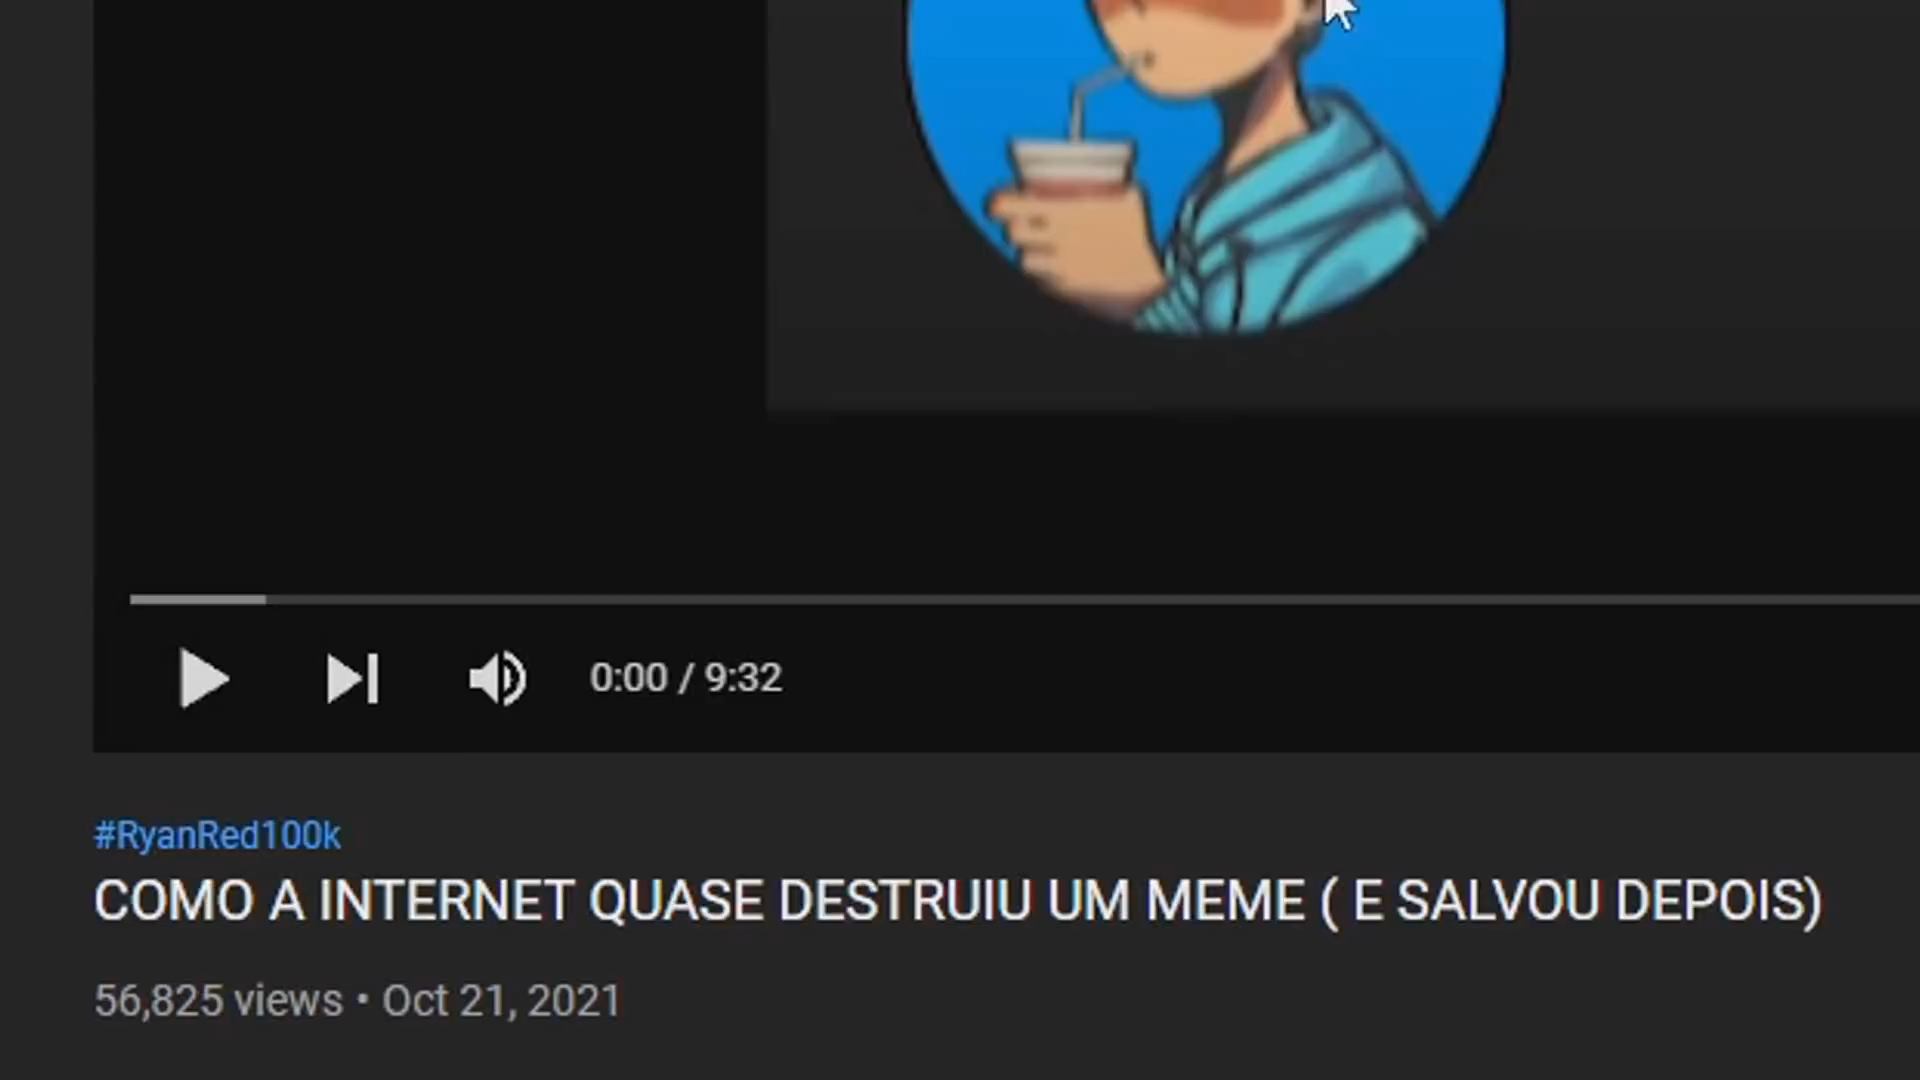 0:00 / 9:32
#RyanRed100k
COMO A INTERNET QUASE DESTRUIU UM MEME ( E SALVOU DEPOIS)
56,825 views • Oct 21, 2021